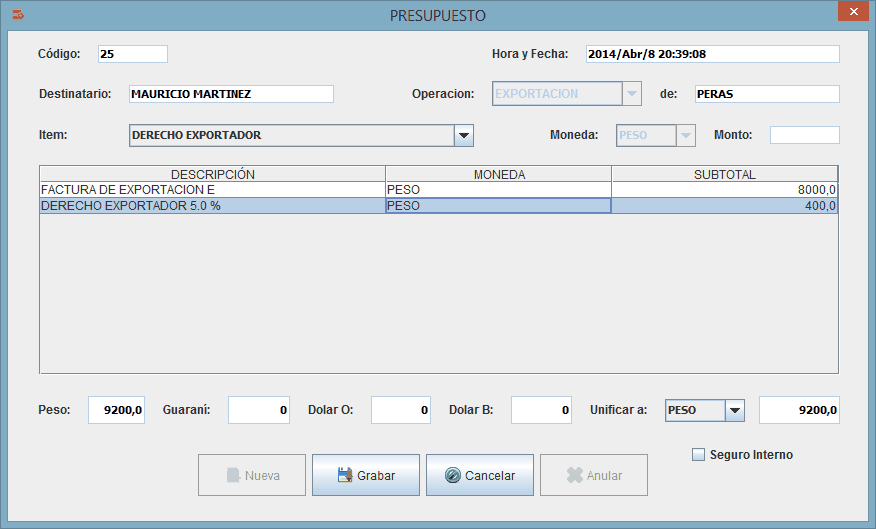 PRESUPUESTO
Código: 25 Hora y Fecha: 2014/Abr/8 20:39:08
Destinatario: MAURICIO MARTINEZ Operacion: EXPORTACION de: PERAS
Item: DERECHO EXPORTADOR Moneda: PESO Monto:
DESCRIPCIÓN MONEDA SUBTOTAL
FACTURA DE EXPORTACION E PESO 8000,0
DERECHO EXPORTADOR 5.0 % PESO 400,0
Peso: 9200,0 Guaraní: 0 Dolar O: 0 Dolar B: 0 Unificar a: PESO 9200,0
Seguro Interno
Nueva Grabar Cancelar Anular